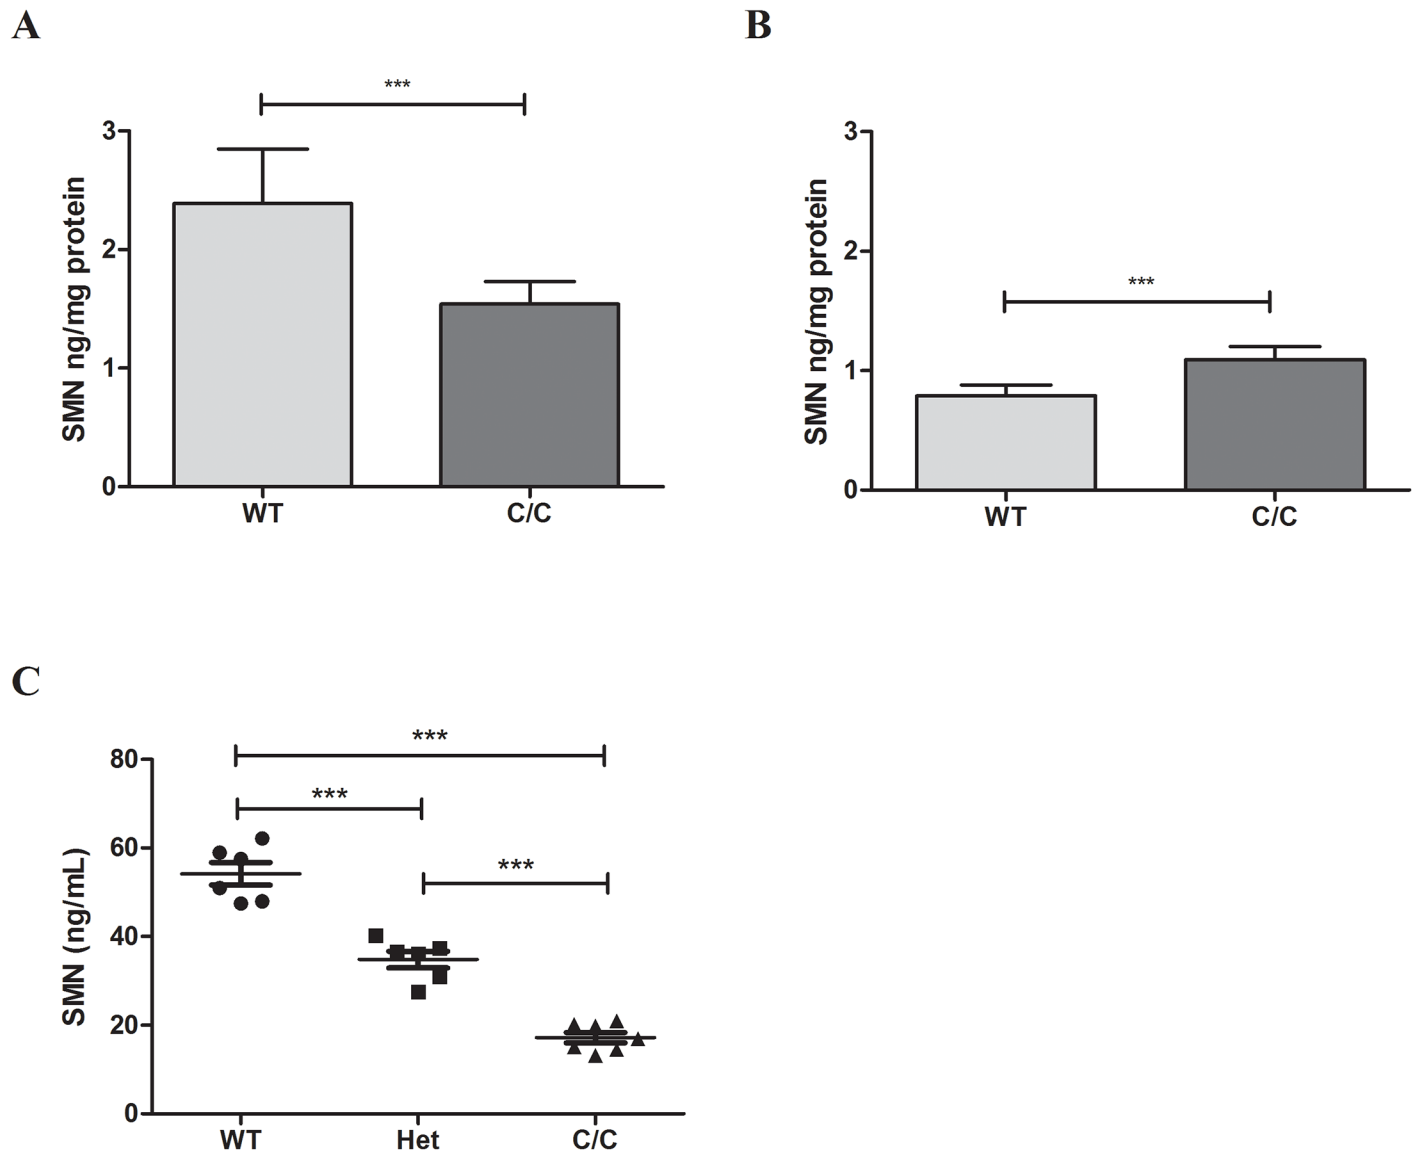 A
***
3
2
1
0
SMN ng/mg protein
WT
C/C
B
3
2
1
0
SMN ng/mg protein
***
WT
C/C
C
***
***
***
80
60
40
20
0
SMN (ng/mL)
WT
Het
C/C